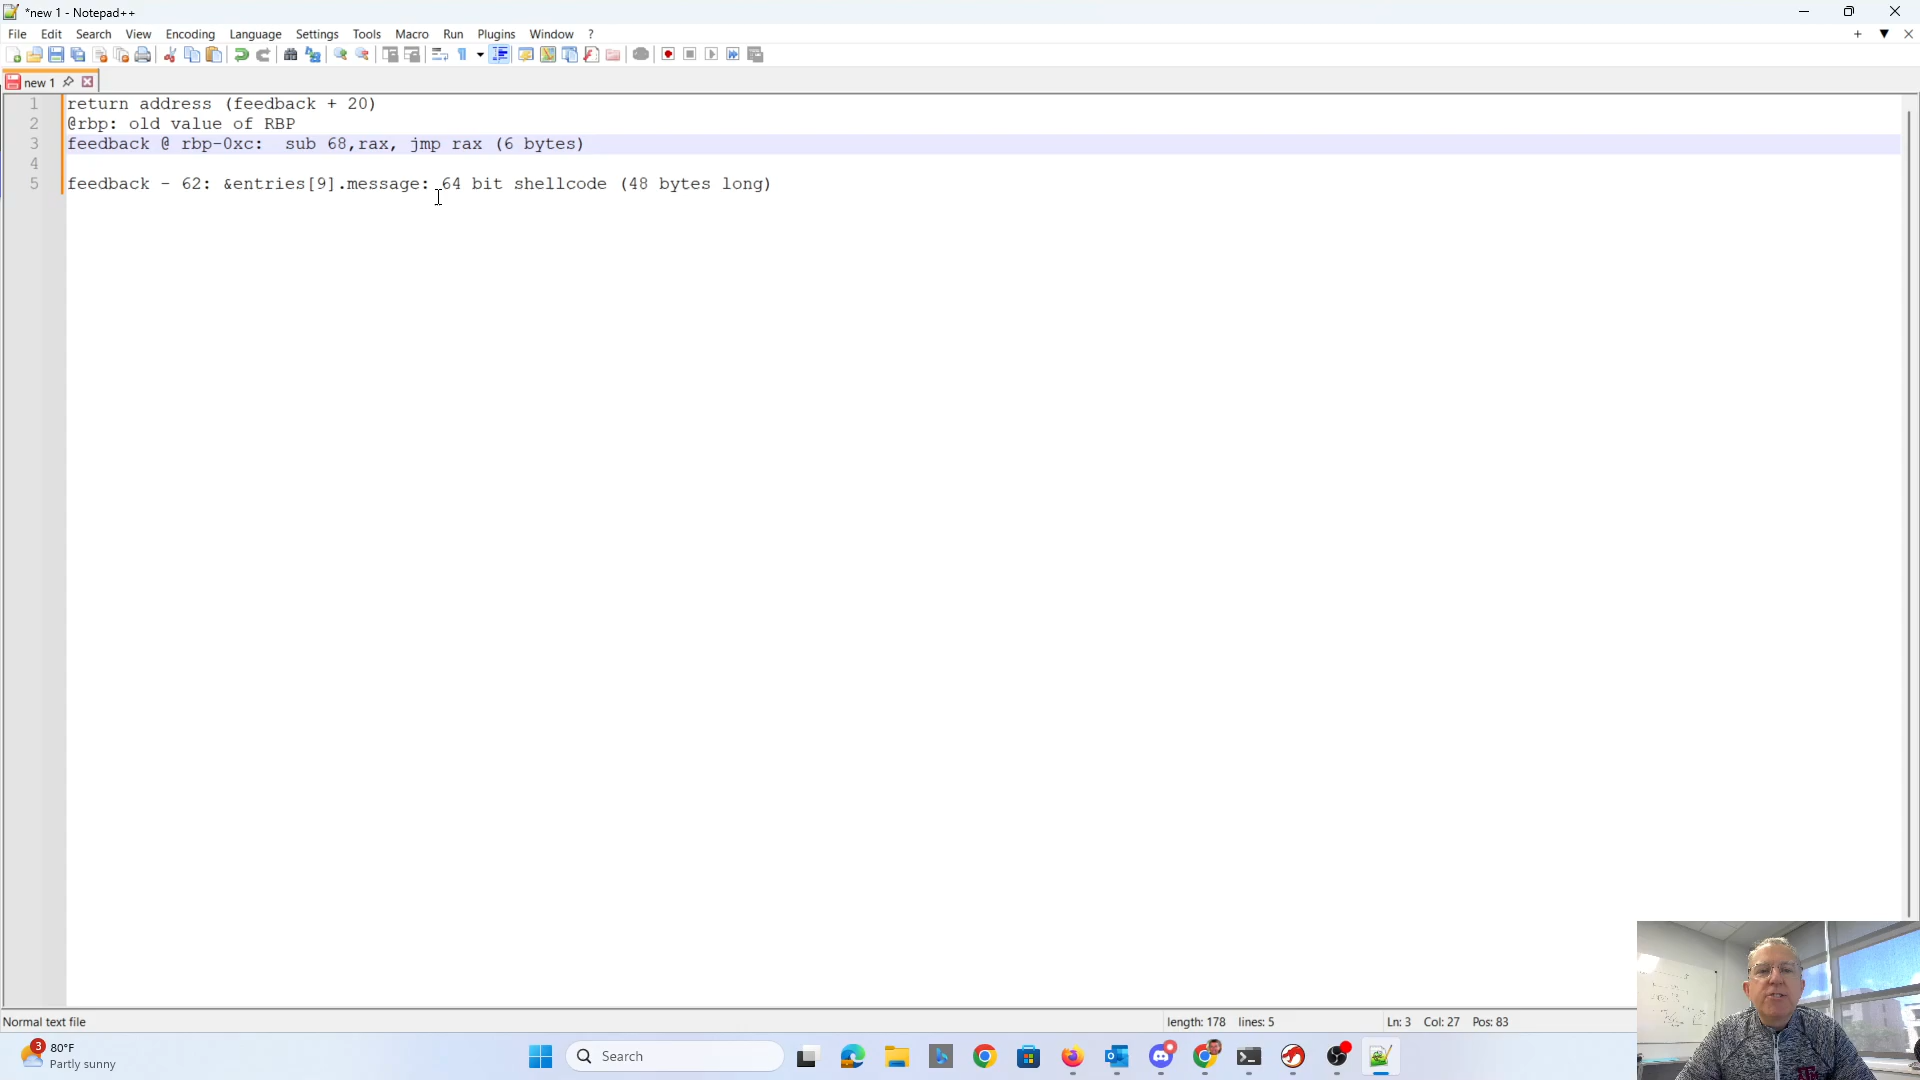 *new 1 - Notepad++
File Edit Search View Encoding Language Settings Tools Macro Run Plugins Window ?
new 1
1 return address (feedback + 20)
2 @rbp: old value of RBP
3 feedback @ rbp-0xc:  sub 68,rax, jmp rax (6 bytes)
4
5 feedback - 62: &entries[9].message: 64 bit shellcode (48 bytes long)
Normal text file length: 178 lines: 5 Ln: 3 Col: 27 Pos: 83
3 80°F
Partly sunny
Search